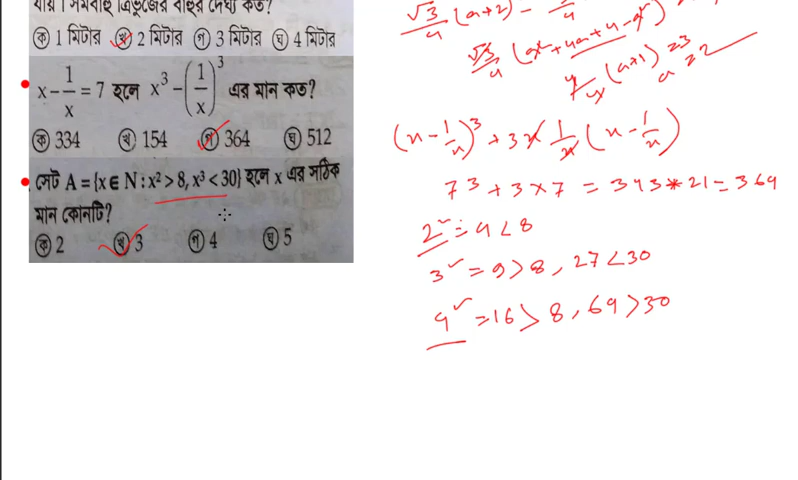 ত্রিভুজের বাহুর দৈর্ঘ্য কত?
ক 1 মিটার খ 2 মিটার গ 3 মিটার ঘ 4 মিটার
x - 1/x = 7 হলে x³ - (1/x)³ এর মান কত?
ক 334 খ 154 গ 364 ঘ 512
সেট A = {x ∈ N : x² > 8, x³ < 30} হলে x এর সঠিক
মান কোনটি?
ক 2 খ 3 গ 4 ঘ 5
√3/4 (a+2) -
√3/4 (a² + 4a + 4 - a²)
(a+1) = 3
a = 2
(x - 1/x)³ + 3x 1/x (x - 1/x)
7³ + 3 × 7 = 343 + 21 = 364
2² = 4 < 8
3² = 9 > 8, 27 < 30
4² = 16 > 8, 64 > 30